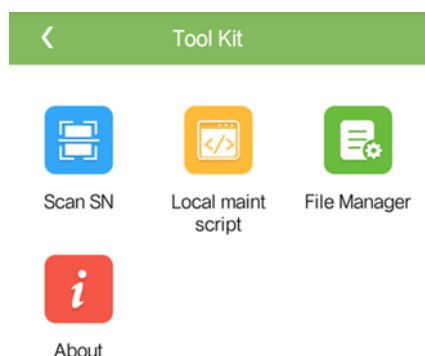 Tool Kit
Scan SN
Local maint
script
File Manager
About